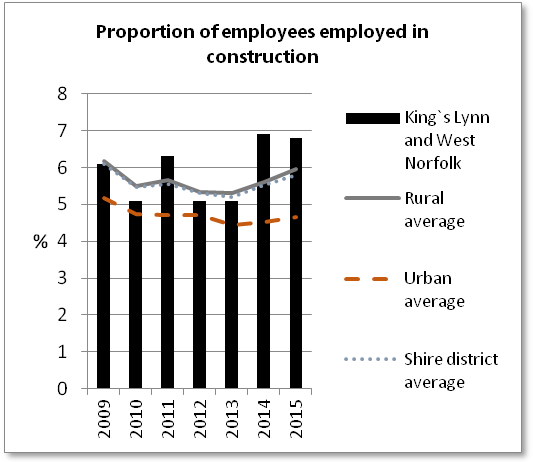 Proportion of employees employed in
construction
8
7
6
5
4
3
2
1
0
%
2009
2010
2011
2012
2013
2014
2015
King`s Lynn
and West
Norfolk
Rural
average
Urban
average
Shire district
average